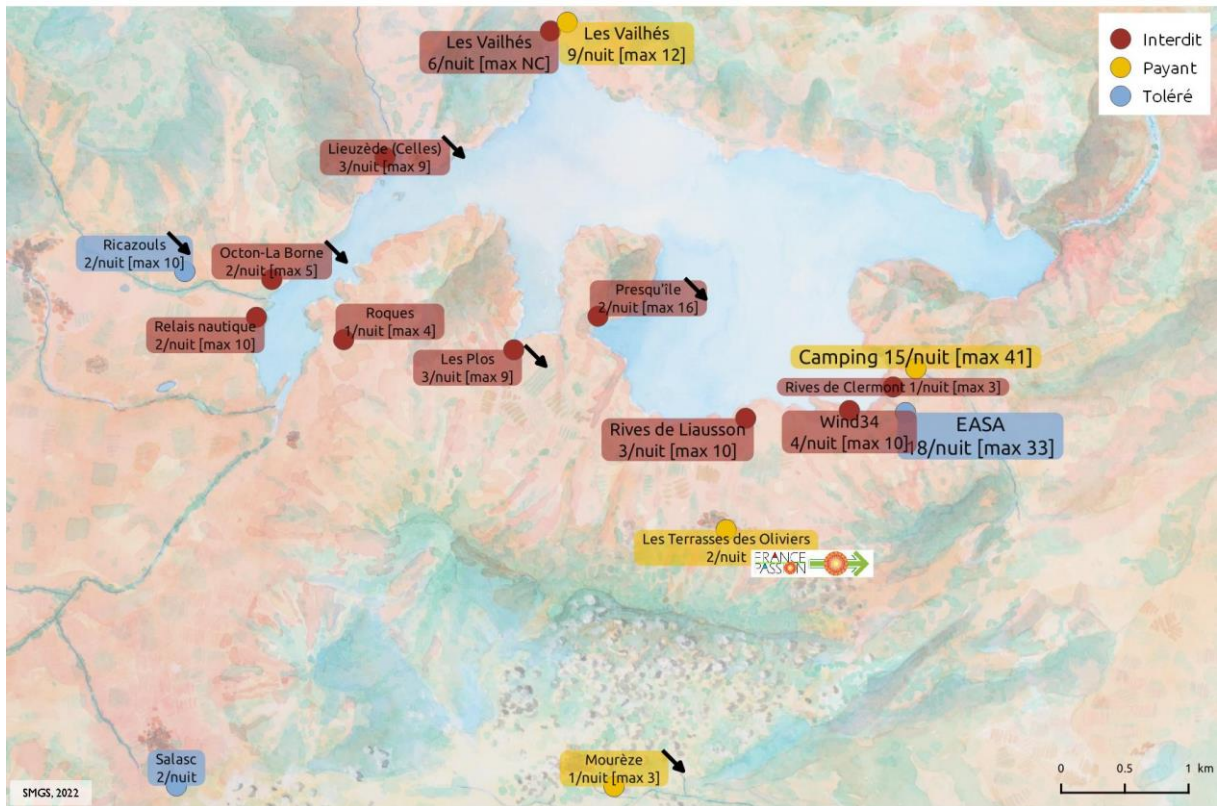 Les Vailhés
6/nuit [max NC]
Les Vailhés
9/nuit [max 12]
Interdit
Payant
Toléré
Lieuzède (Celles)
3/nuit [max 9]
Ricazouls
2/nuit [max 10]
Octon-La Borne
2/nuit [max 5]
Presqu'île
2/nuit [max 16]
Relais nautique
2/nuit [max 10]
Roques
1/nuit [max 4]
Les Plos
3/nuit [max 9]
Camping 15/nuit [max 41]
Rives de Clermont 1/nuit [max 3]
Rives de Liausson
3/nuit [max 10]
Wind34
4/nuit [max 10]
EASA
18/nuit [max 33]
Les Terrasses des Oliviers
2/nuit
FRANCE
PASSION
Salasc
2/nuit
Mourèze
1/nuit [max 3]
SMGS, 2022
0 0.5 1 km